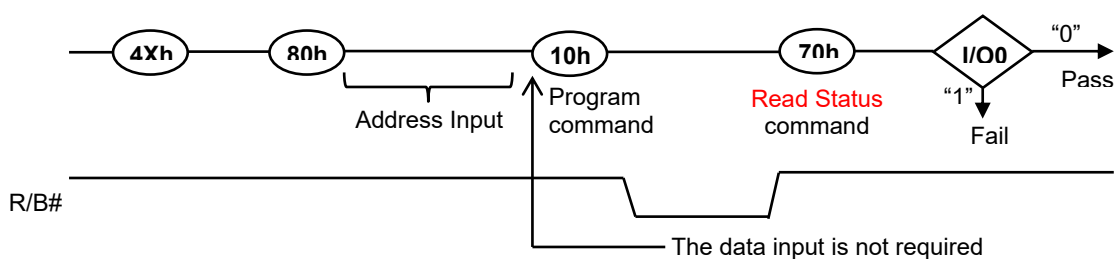 4Xh 80h 10h 70h I/O0 "0"
"1"
Pass
Address Input
Program
command
Read Status
command
Fail
R/B#
The data input is not required